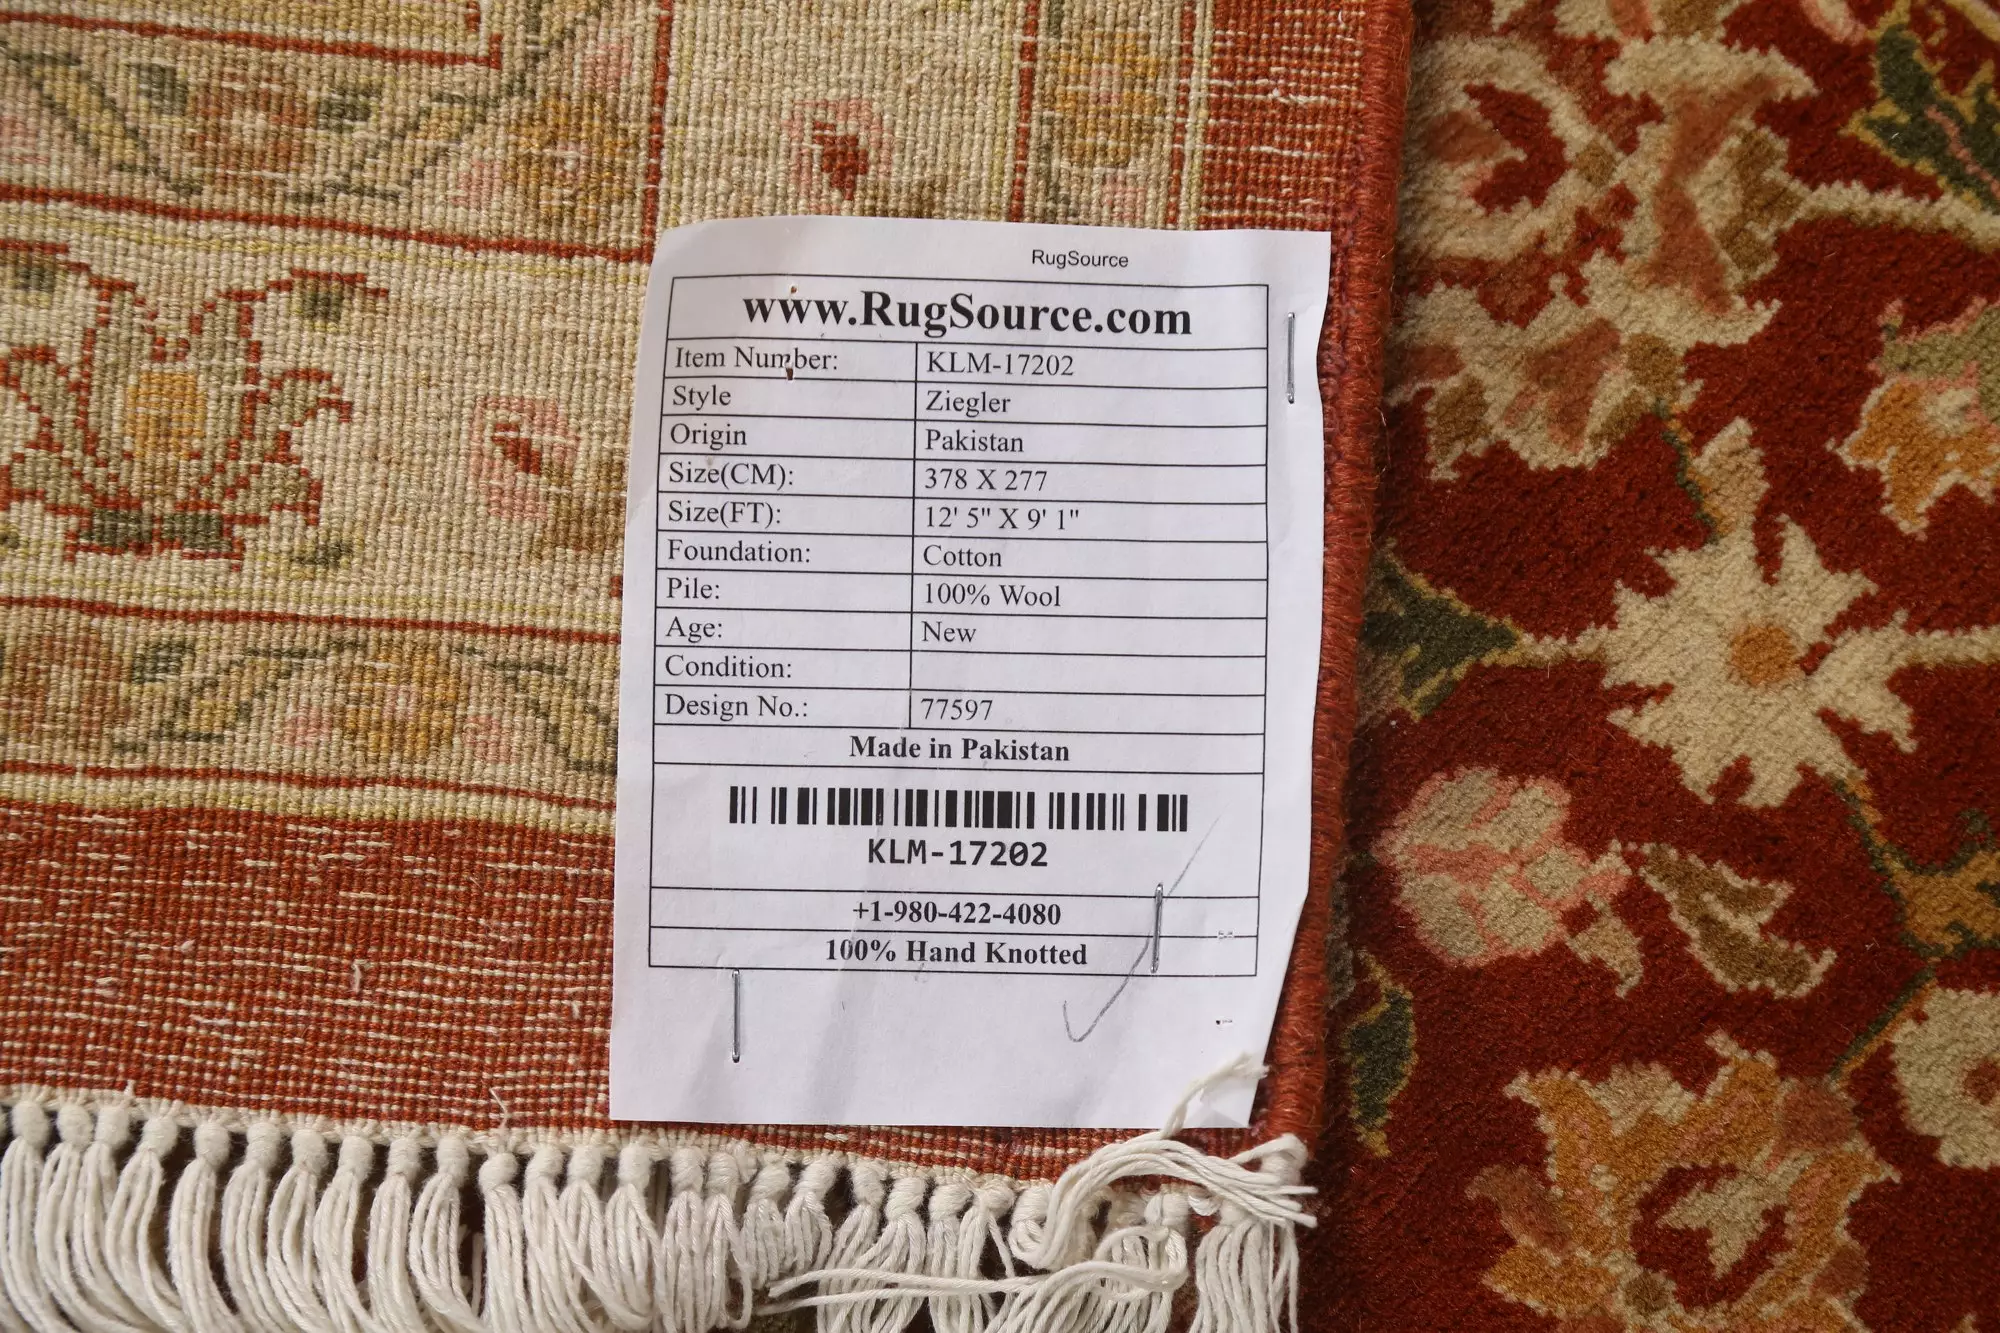 RugSource
www.RugSource.com
Item Number: KLM-17202
Style Ziegler
Origin Pakistan
Size(CM): 378 X 277
Size(FT): 12' 5" X 9' 1"
Foundation: Cotton
Pile: 100% Wool
Age: New
Condition:
Design No.: 77597
Made in Pakistan
KLM-17202
+1-980-422-4080
100% Hand Knotted